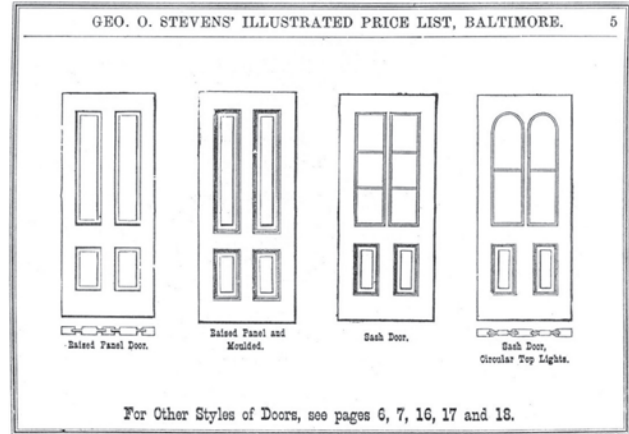 GEO. O. STEVENS' ILLUSTRATED PRICE LIST, BALTIMORE. 5
Raised Panel Door.
Raised Panel and
Moulded.
Sash Door.
Sash Door,
Circular Top Lights.
For Other Styles of Doors, see pages 6, 7, 16, 17 and 18.